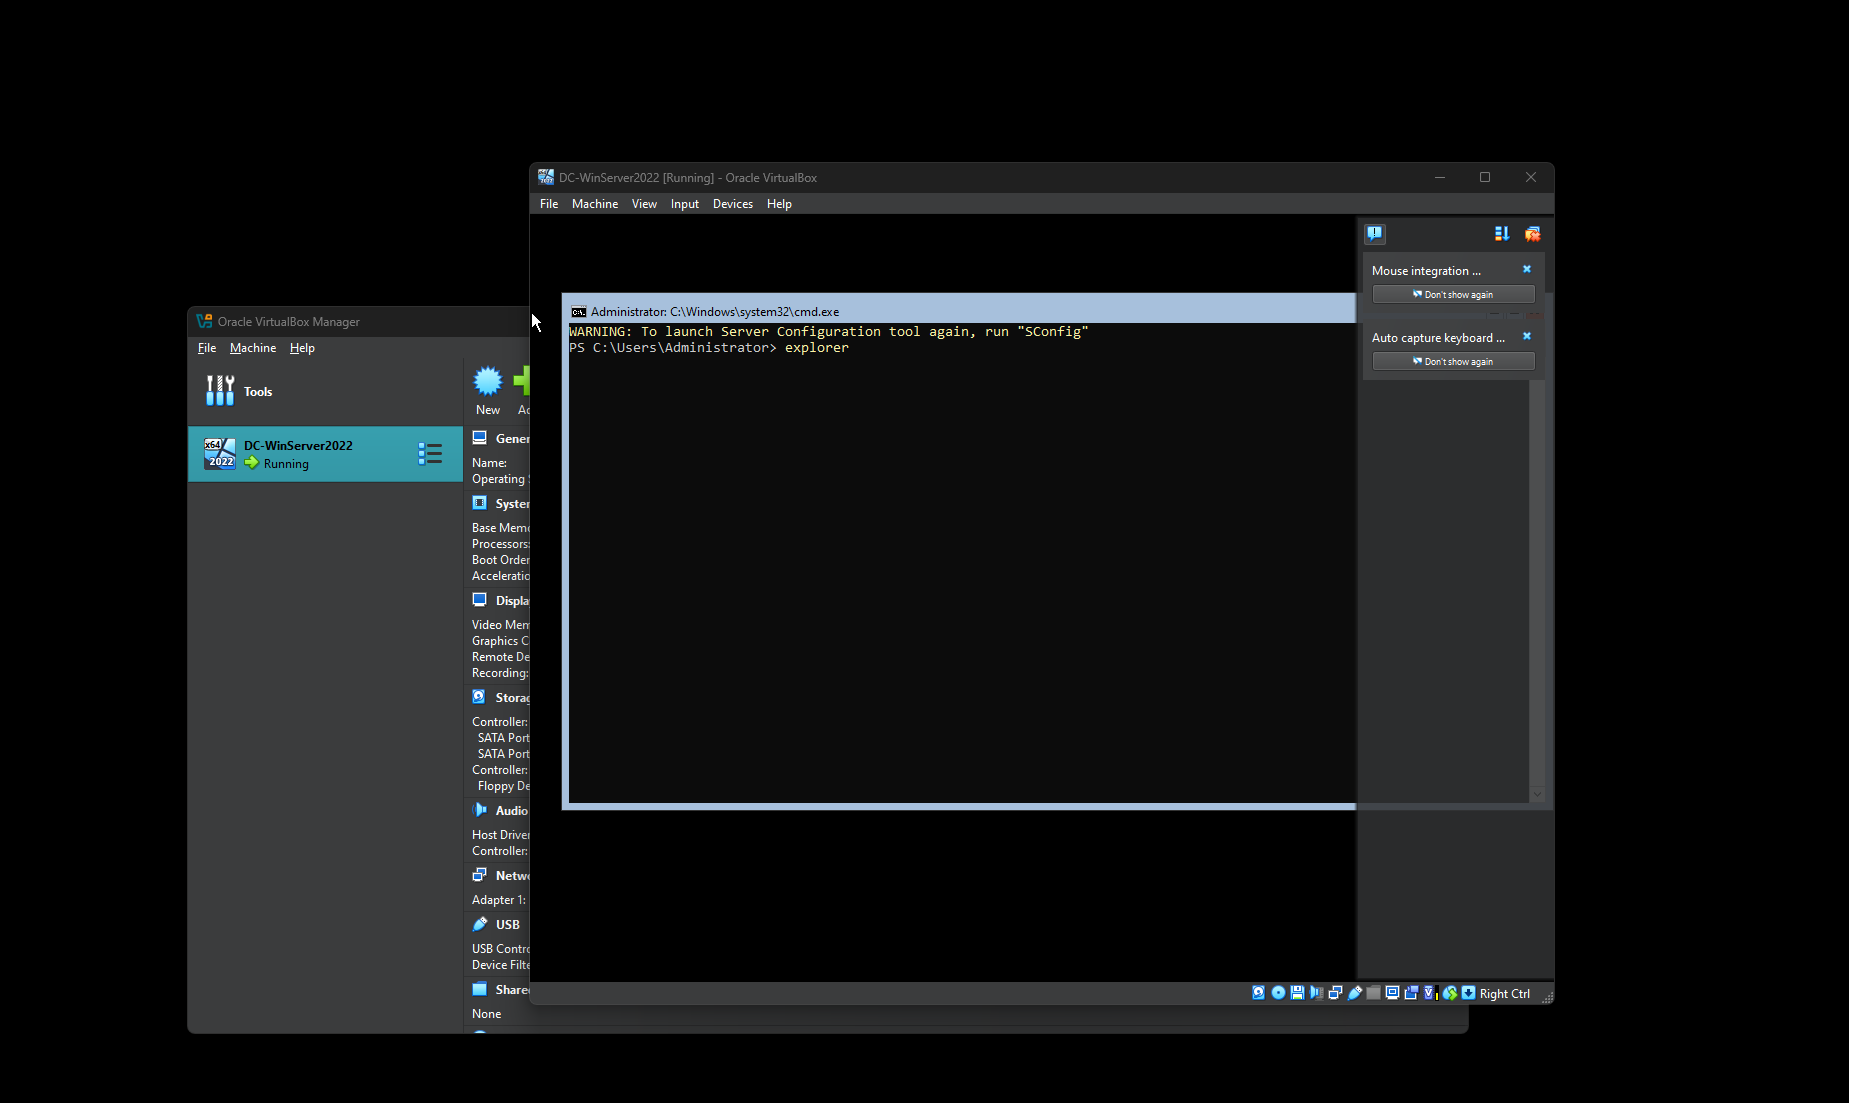 DC-WinServer2022 [Running] - Oracle VirtualBox
File Machine View Input Devices Help
Mouse integration ...
Don't show again
Auto capture keyboard ...
Don't show again
Administrator: C:\Windows\system32\cmd.exe
WARNING: To launch Server Configuration tool again, run "SConfig"
PS C:\Users\Administrator> explorer
Right Ctrl
Oracle VirtualBox Manager
File Machine Help
Tools
x64
2022
DC-WinServer2022
Running
New
Gener
Name:
Operating
System
Base Mem
Processors:
Boot Order
Acceleratio
Displa
Video Mem
Graphics C
Remote De
Recording:
Storag
Controller:
SATA Port
SATA Port
Controller:
Floppy De
Audio
Host Driver
Controller:
Netwo
Adapter 1:
USB
USB Contro
Device Filte
Share
None